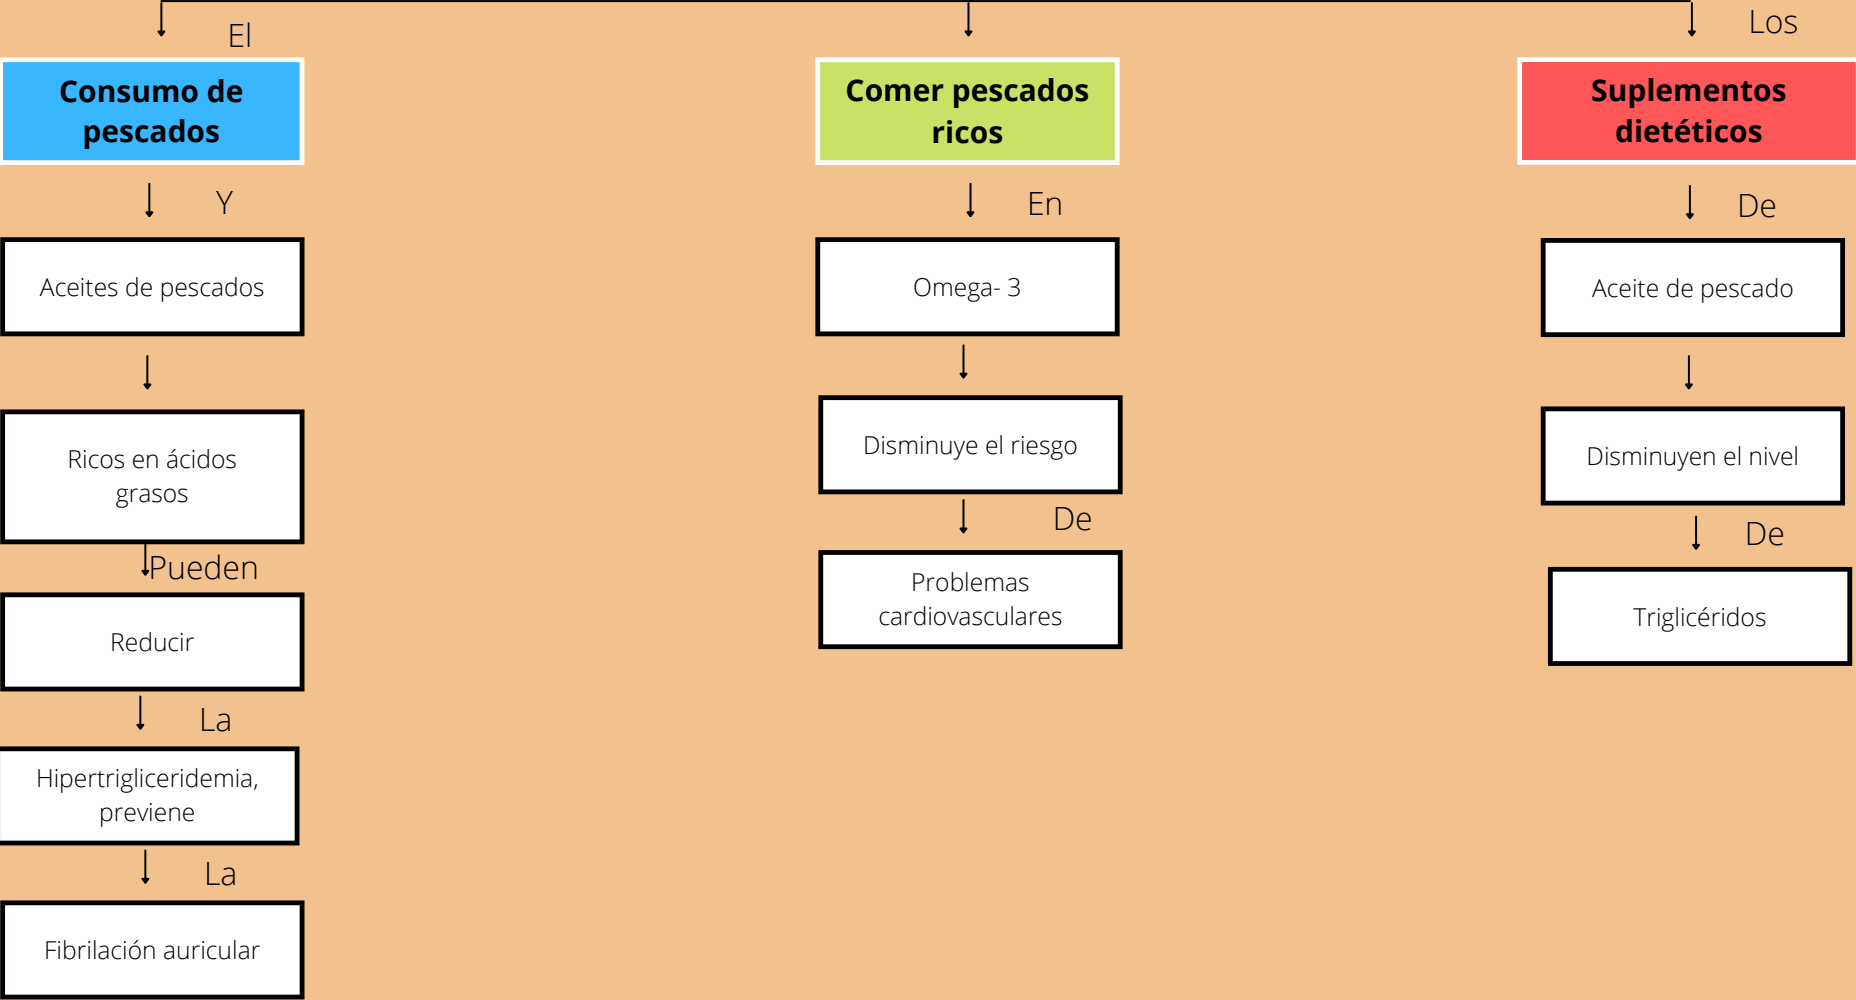 El
Consumo de
pescados
Y
Aceites de pescados
Ricos en ácidos
grasos
Pueden
Reducir
La
Hipertrigliceridemia,
previene
La
Fibrilación auricular
Comer pescados
ricos
En
Omega- 3
Disminuye el riesgo
De
Problemas
cardiovasculares
Los
Suplementos
dietéticos
De
Aceite de pescado
Disminuyen el nivel
De
Triglicéridos